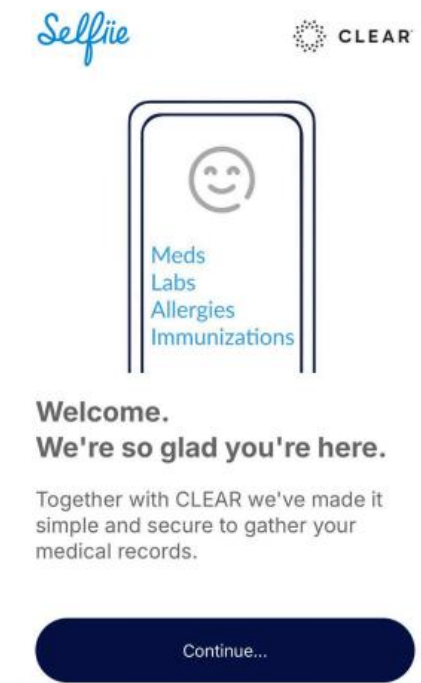 Selfiie
CLEAR
Meds
Labs
Allergies
Immunizations
Welcome.
We're so glad you're here.
Together with CLEAR we've made it
simple and secure to gather your
medical records.
Continue...